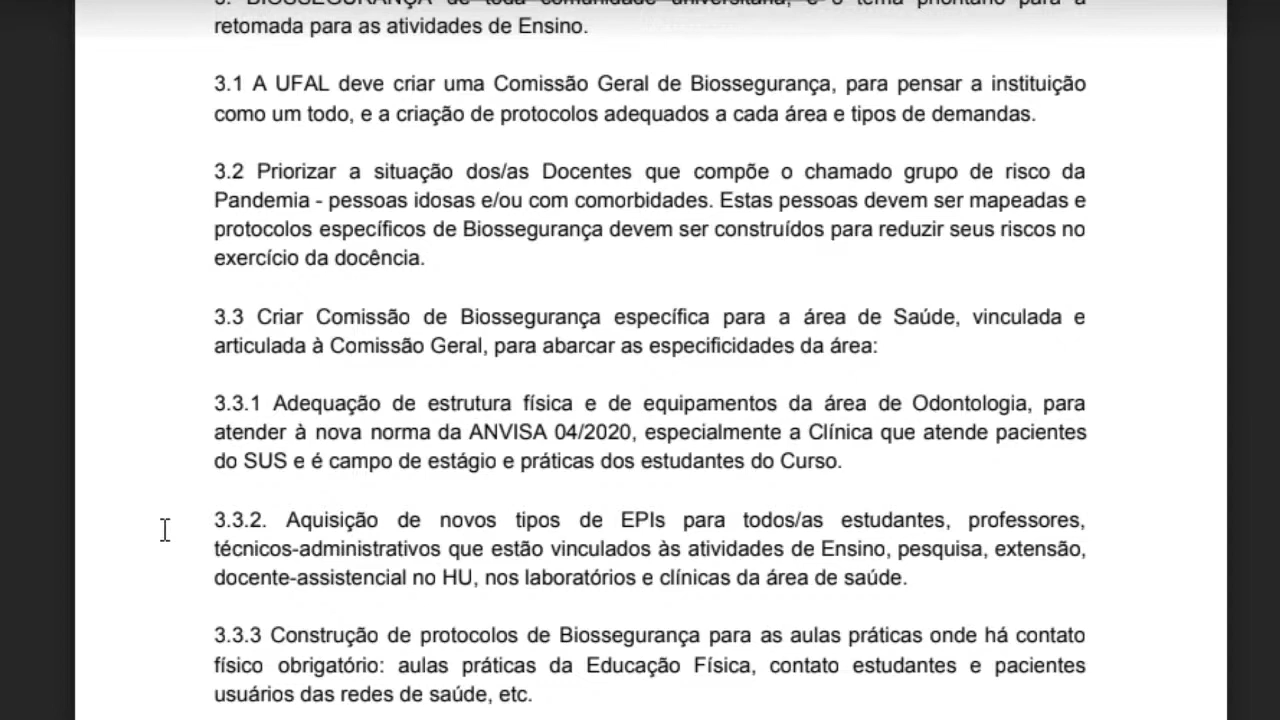 3. BIOSSEGURANÇA de toda comunidade universitária, é o tema prioritário para a
retomada para as atividades de Ensino.
3.1 A UFAL deve criar uma Comissão Geral de Biossegurança, para pensar a instituição
como um todo, e a criação de protocolos adequados a cada área e tipos de demandas.
3.2 Priorizar a situação dos/as Docentes que compõe o chamado grupo de risco da
Pandemia - pessoas idosas e/ou com comorbidades. Estas pessoas devem ser mapeadas e
protocolos específicos de Biossegurança devem ser construídos para reduzir seus riscos no
exercício da docência.
3.3 Criar Comissão de Biossegurança específica para a área de Saúde, vinculada e
articulada à Comissão Geral, para abarcar as especificidades da área:
3.3.1 Adequação de estrutura física e de equipamentos da área de Odontologia, para
atender à nova norma da ANVISA 04/2020, especialmente a Clínica que atende pacientes
do SUS e é campo de estágio e práticas dos estudantes do Curso.
3.3.2. Aquisição de novos tipos de EPIs para todos/as estudantes, professores,
técnicos-administrativos que estão vinculados às atividades de Ensino, pesquisa, extensão,
docente-assistencial no HU, nos laboratórios e clínicas da área de saúde.
3.3.3 Construção de protocolos de Biossegurança para as aulas práticas onde há contato
físico obrigatório: aulas práticas da Educação Física, contato estudantes e pacientes
usuários das redes de saúde, etc.